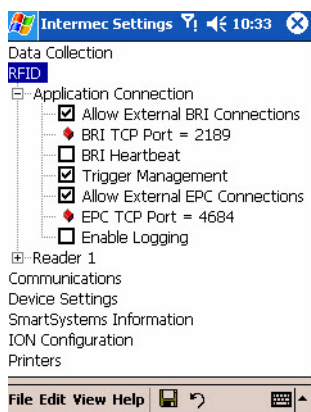 Intermec Settings 10:33
Data Collection
RFID
Application Connection
Allow External BRI Connections
BRI TCP Port = 2189
BRI Heartbeat
Trigger Management
Allow External EPC Connections
EPC TCP Port = 4684
Enable Logging
Reader 1
Communications
Device Settings
SmartSystems Information
ION Configuration
Printers
File Edit View Help